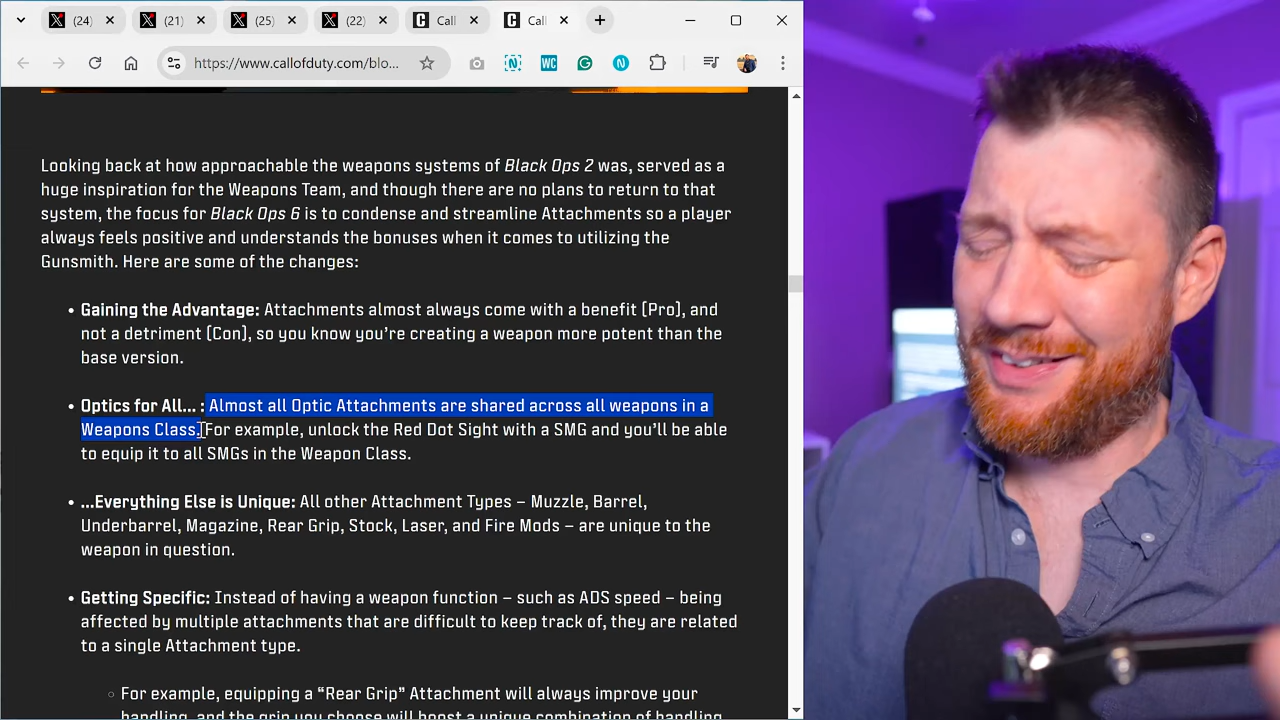 (24)
(21)
(25)
(22)
Call
Cal
https://www.callofduty.com/blo...
WC
Looking back at how approachable the weapons systems of Black Ops 2 was, served as a
huge inspiration for the Weapons Team, and though there are no plans to return to that
system, the focus for Black Ops 6 is to condense and streamline Attachments so a player
always feels positive and understands the bonuses when it comes to utilizing the
Gunsmith. Here are some of the changes:
• Gaining the Advantage: Attachments almost always come with a benefit (Pro), and
not a detriment (Con), so you know you're creating a weapon more potent than the
base version.
• Optics for All... : Almost all Optic Attachments are shared across all weapons in a
Weapons Class. For example, unlock the Red Dot Sight with a SMG and you'll be able
to equip it to all SMGs in the Weapon Class.
• ...Everything Else is Unique: All other Attachment Types – Muzzle, Barrel,
Underbarrel, Magazine, Rear Grip, Stock, Laser, and Fire Mods – are unique to the
weapon in question.
• Getting Specific: Instead of having a weapon function – such as ADS speed – being
affected by multiple attachments that are difficult to keep track of, they are related
to a single Attachment type.
○ For example, equipping a “Rear Grip” Attachment will always improve your
handling, and the grip you choose will boost a unique combination of handling